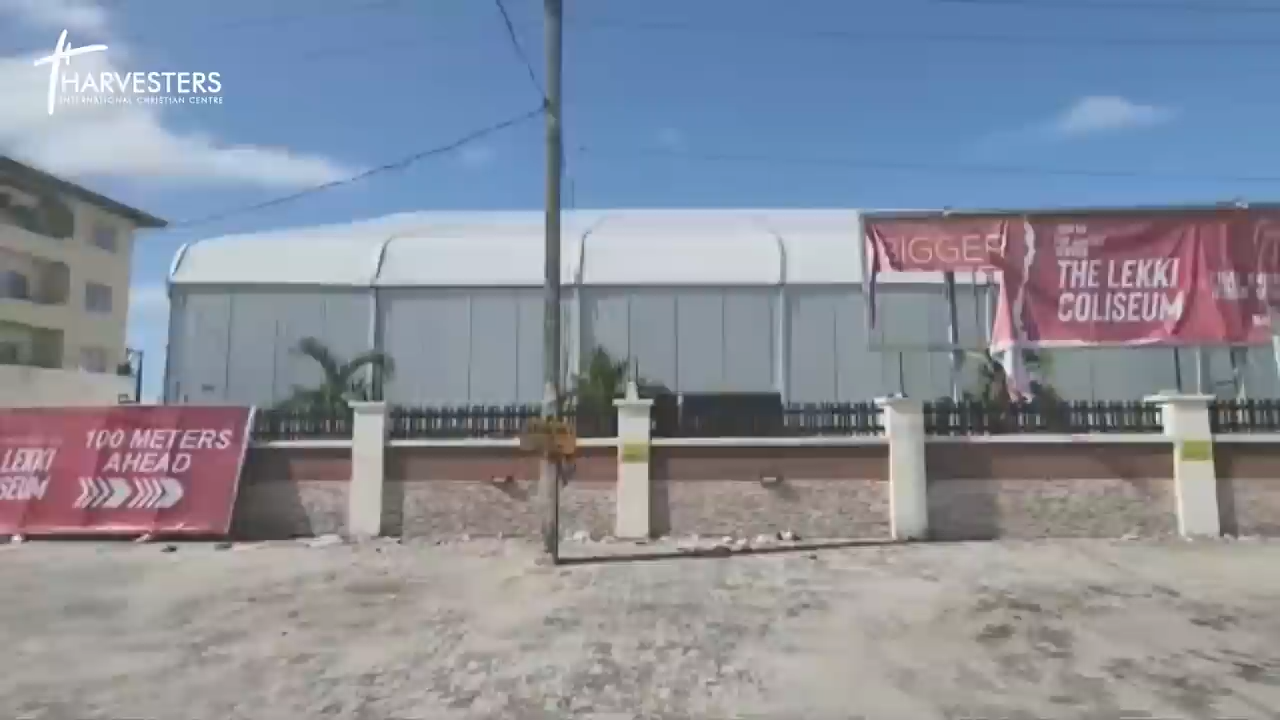 HARVESTERS
INTERNATIONAL CHRISTIAN CENTRE
BIGGER
THE LEKKI
COLISEUM
LEKKI
SEUM
100 METERS
AHEAD